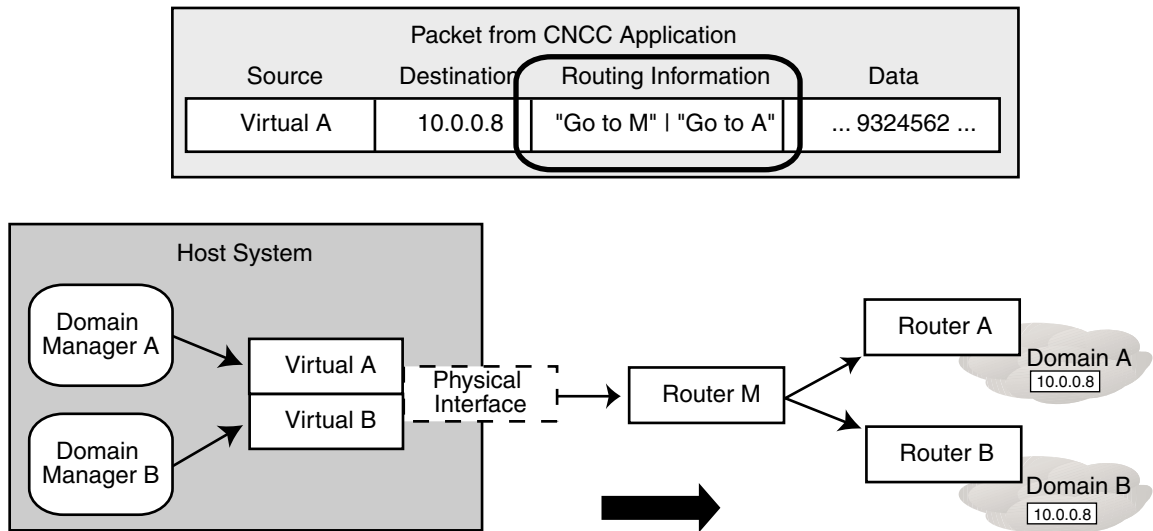 Packet from CNCC Application
Source Destination Routing Information Data
Virtual A 10.0.0.8 "Go to M" | "Go to A" ... 9324562 ...
Host System
Domain
Manager A
Virtual A
Physical
Interface
Virtual B
Domain
Manager B
Router M
Router A
Domain A
10.0.0.8
Router B
Domain B
10.0.0.8